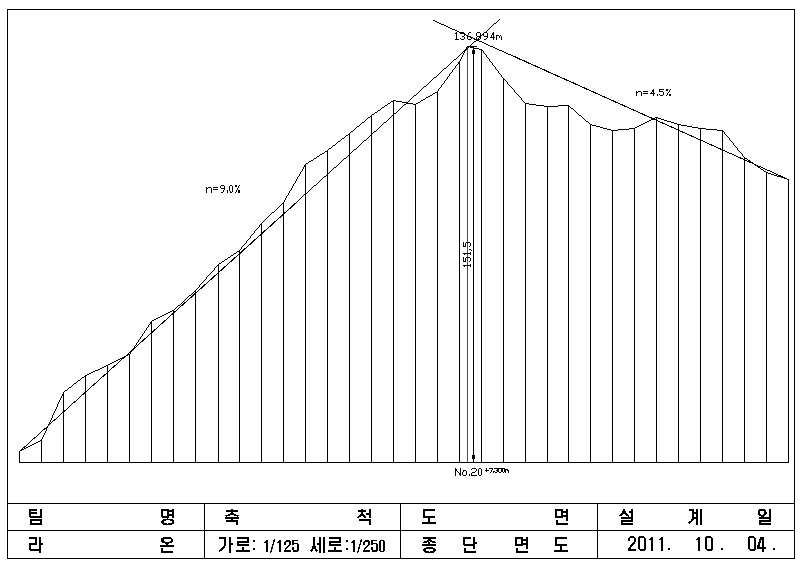 136.894m
n=4.5%
n=9.0%
151.5
No.20+7.300m
팀 명 축 척 도 면 설 계 일
라 온 가로: 1/125 세로:1/250 종 단 면 도 2011. 10 . 04 .